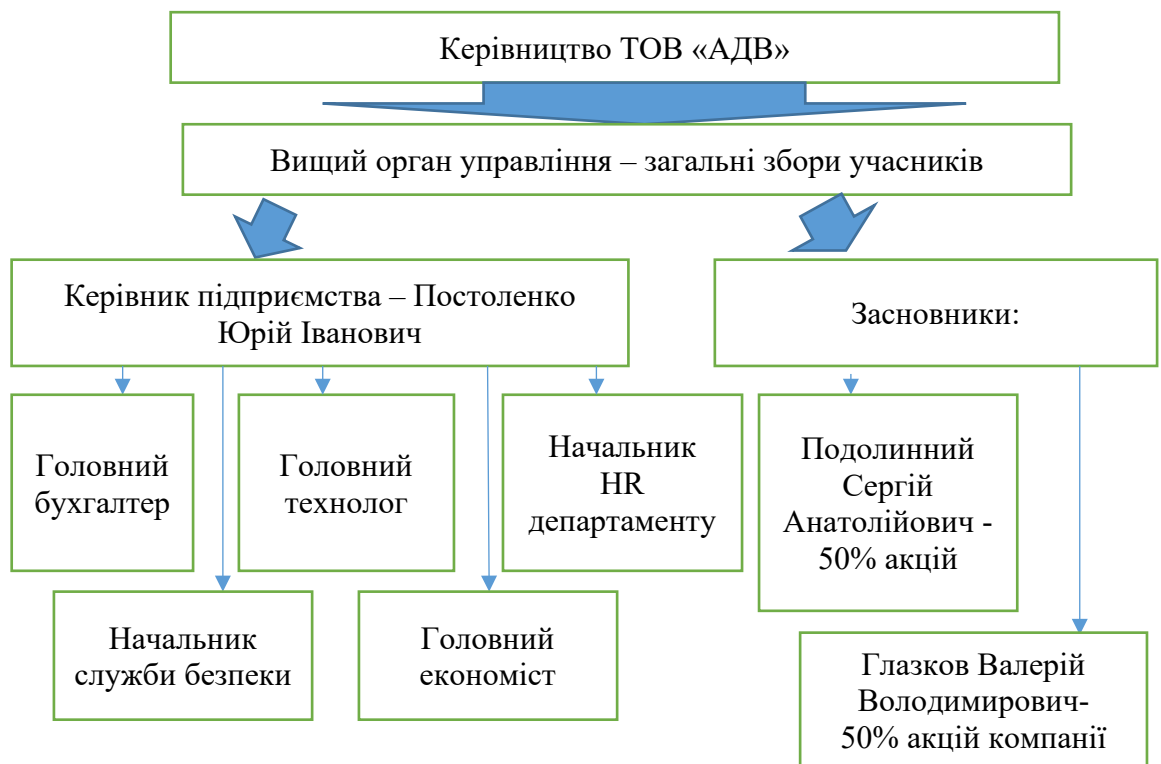 Керівництво ТОВ «АДВ»
Вищий орган управління – загальні збори учасників
Керівник підприємства – Постоленко
Юрій Іванович
Засновники:
Головний
бухгалтер
Головний
технолог
Начальник
HR
департаменту
Подолинний
Сергій
Анатолійович -
50% акцій
Начальник
служби безпеки
Головний
економіст
Глазков Валерій
Володимирович-
50% акцій компанії